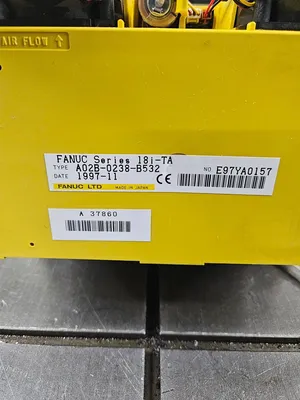 AIR FLOW
FANUC Series 18i-TA
TYPE A02B-0238-B532
DATE 1997-11
NO. E97YA0157
CE
FANUC LTD MADE IN JAPAN
A 37860